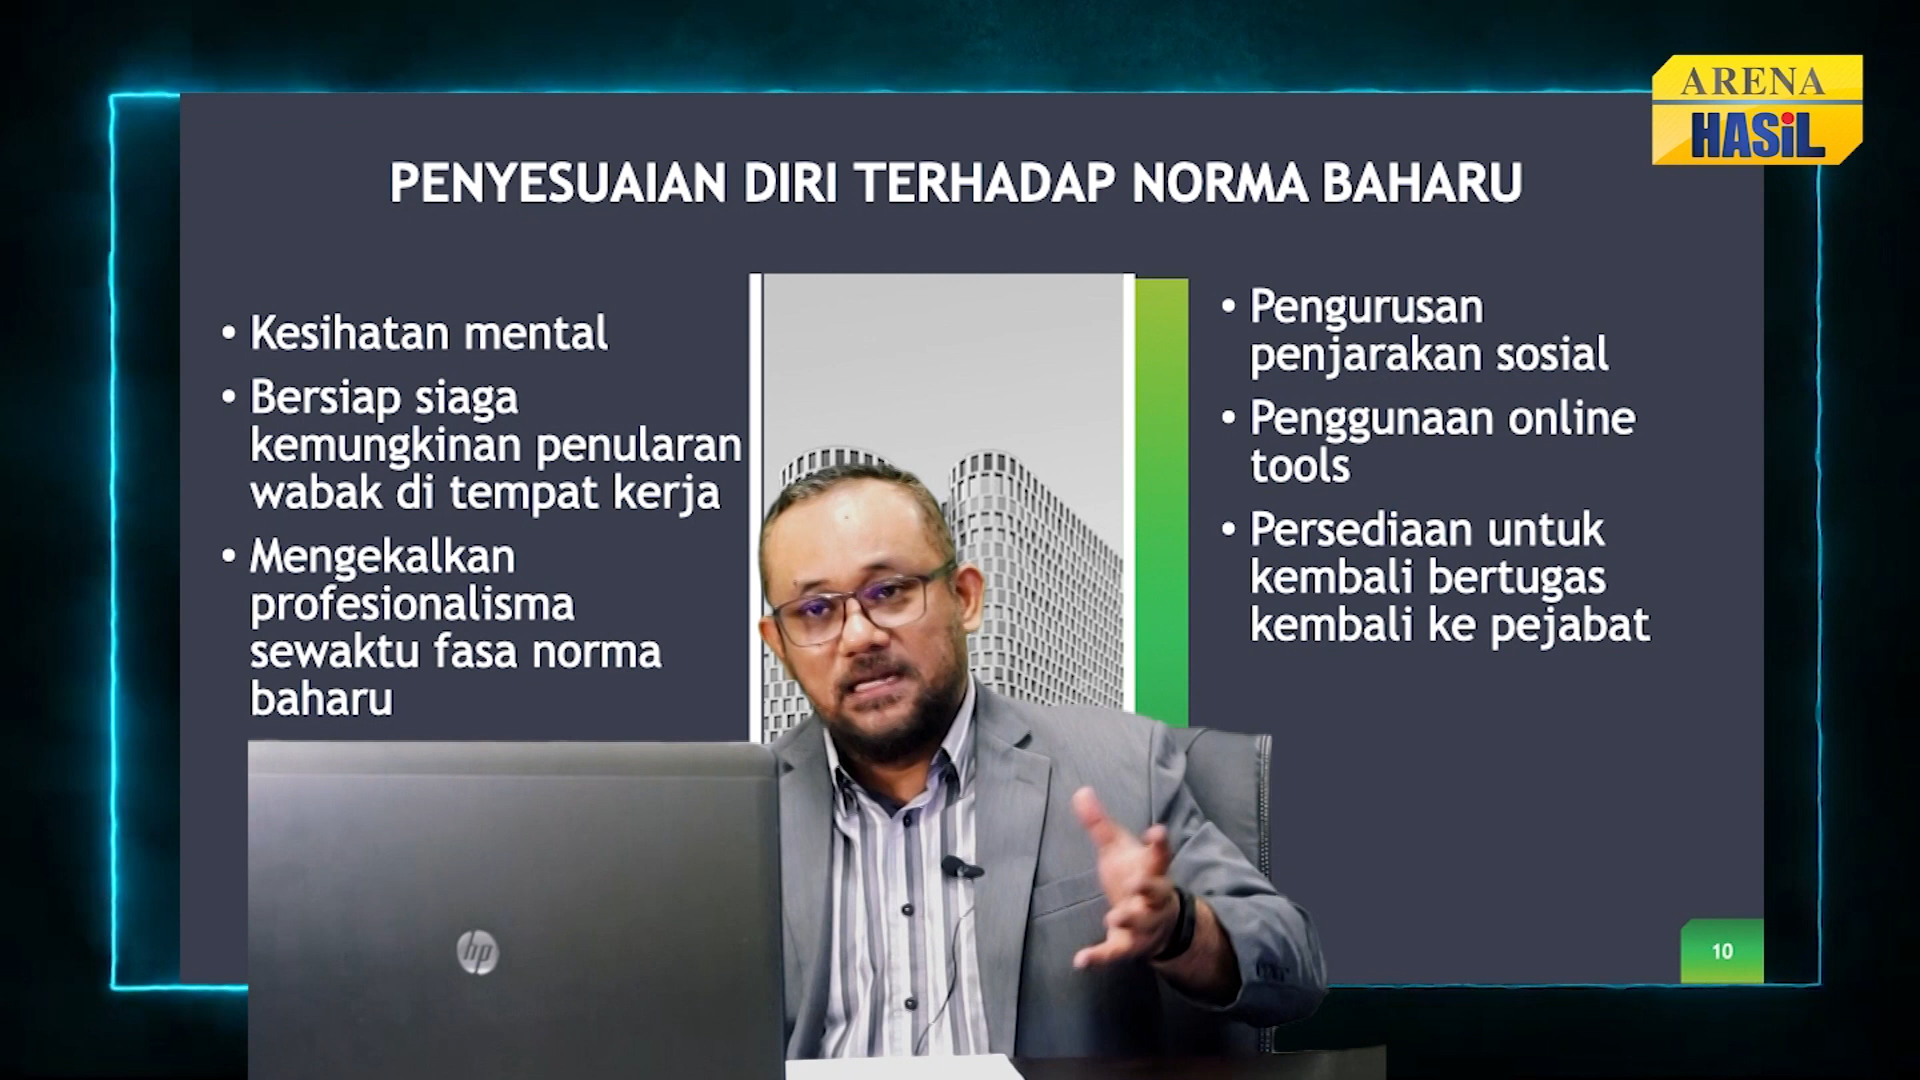 ARENA
HASiL
PENYESUAIAN DIRI TERHADAP NORMA BAHARU
• Kesihatan mental
• Bersiap siaga
kemungkinan penularan
wabak di tempat kerja
• Mengekalkan
profesionalisma
sewaktu fasa norma
baharu
• Pengurusan
penjarakan sosial
• Penggunaan online
tools
• Persediaan untuk
kembali bertugas
kembali ke pejabat
hp
10